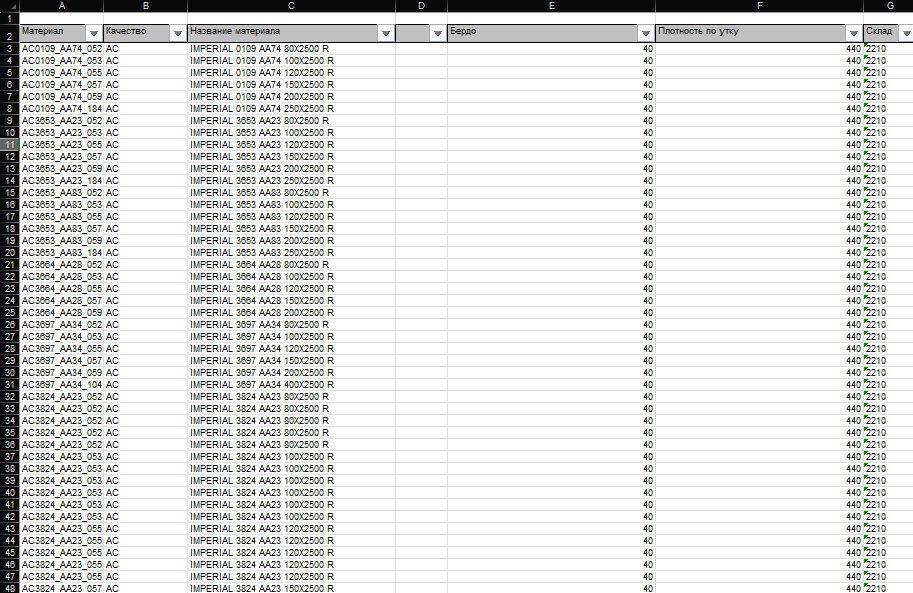 A B C D E F G
1
2 Материал Качество Название материала Бердо Плотность по утку Склад
3 AC0109_AA74_052 AC IMPERIAL 0109 AA74 80X2500 R 40 440 2210
4 AC0109_AA74_053 AC IMPERIAL 0109 AA74 100X2500 R 40 440 2210
5 AC0109_AA74_055 AC IMPERIAL 0109 AA74 120X2500 R 40 440 2210
6 AC0109_AA74_057 AC IMPERIAL 0109 AA74 150X2500 R 40 440 2210
7 AC0109_AA74_059 AC IMPERIAL 0109 AA74 200X2500 R 40 440 2210
8 AC0109_AA74_184 AC IMPERIAL 0109 AA74 250X2500 R 40 440 2210
9 AC3653_AA23_052 AC IMPERIAL 3653 AA23 80X2500 R 40 440 2210
10 AC3653_AA23_053 AC IMPERIAL 3653 AA23 100X2500 R 40 440 2210
11 AC3653_AA23_055 AC IMPERIAL 3653 AA23 120X2500 R 40 440 2210
12 AC3653_AA23_057 AC IMPERIAL 3653 AA23 150X2500 R 40 440 2210
13 AC3653_AA23_059 AC IMPERIAL 3653 AA23 200X2500 R 40 440 2210
14 AC3653_AA23_184 AC IMPERIAL 3653 AA23 250X2500 R 40 440 2210
15 AC3653_AA83_052 AC IMPERIAL 3653 AA83 80X2500 R 40 440 2210
16 AC3653_AA83_053 AC IMPERIAL 3653 AA83 100X2500 R 40 440 2210
17 AC3653_AA83_055 AC IMPERIAL 3653 AA83 120X2500 R 40 440 2210
18 AC3653_AA83_057 AC IMPERIAL 3653 AA83 150X2500 R 40 440 2210
19 AC3653_AA83_059 AC IMPERIAL 3653 AA83 200X2500 R 40 440 2210
20 AC3653_AA83_184 AC IMPERIAL 3653 AA83 250X2500 R 40 440 2210
21 AC3664_AA28_052 AC IMPERIAL 3664 AA28 80X2500 R 40 440 2210
22 AC3664_AA28_053 AC IMPERIAL 3664 AA28 100X2500 R 40 440 2210
23 AC3664_AA28_055 AC IMPERIAL 3664 AA28 120X2500 R 40 440 2210
24 AC3664_AA28_057 AC IMPERIAL 3664 AA28 150X2500 R 40 440 2210
25 AC3664_AA28_059 AC IMPERIAL 3664 AA28 200X2500 R 40 440 2210
26 AC3697_AA34_052 AC IMPERIAL 3697 AA34 80X2500 R 40 440 2210
27 AC3697_AA34_053 AC IMPERIAL 3697 AA34 100X2500 R 40 440 2210
28 AC3697_AA34_055 AC IMPERIAL 3697 AA34 120X2500 R 40 440 2210
29 AC3697_AA34_057 AC IMPERIAL 3697 AA34 150X2500 R 40 440 2210
30 AC3697_AA34_059 AC IMPERIAL 3697 AA34 200X2500 R 40 440 2210
31 AC3697_AA34_104 AC IMPERIAL 3697 AA34 400X2500 R 40 440 2210
32 AC3824_AA23_052 AC IMPERIAL 3824 AA23 80X2500 R 40 440 2210
33 AC3824_AA23_052 AC IMPERIAL 3824 AA23 80X2500 R 40 440 2210
34 AC3824_AA23_052 AC IMPERIAL 3824 AA23 80X2500 R 40 440 2210
35 AC3824_AA23_052 AC IMPERIAL 3824 AA23 80X2500 R 40 440 2210
36 AC3824_AA23_052 AC IMPERIAL 3824 AA23 80X2500 R 40 440 2210
37 AC3824_AA23_053 AC IMPERIAL 3824 AA23 100X2500 R 40 440 2210
38 AC3824_AA23_053 AC IMPERIAL 3824 AA23 100X2500 R 40 440 2210
39 AC3824_AA23_053 AC IMPERIAL 3824 AA23 100X2500 R 40 440 2210
40 AC3824_AA23_053 AC IMPERIAL 3824 AA23 100X2500 R 40 440 2210
41 AC3824_AA23_053 AC IMPERIAL 3824 AA23 100X2500 R 40 440 2210
42 AC3824_AA23_053 AC IMPERIAL 3824 AA23 100X2500 R 40 440 2210
43 AC3824_AA23_055 AC IMPERIAL 3824 AA23 120X2500 R 40 440 2210
44 AC3824_AA23_055 AC IMPERIAL 3824 AA23 120X2500 R 40 440 2210
45 AC3824_AA23_055 AC IMPERIAL 3824 AA23 120X2500 R 40 440 2210
46 AC3824_AA23_055 AC IMPERIAL 3824 AA23 120X2500 R 40 440 2210
47 AC3824_AA23_055 AC IMPERIAL 3824 AA23 120X2500 R 40 440 2210
48 AC3824_AA23_057 AC IMPERIAL 3824 AA23 150X2500 R 40 440 2210